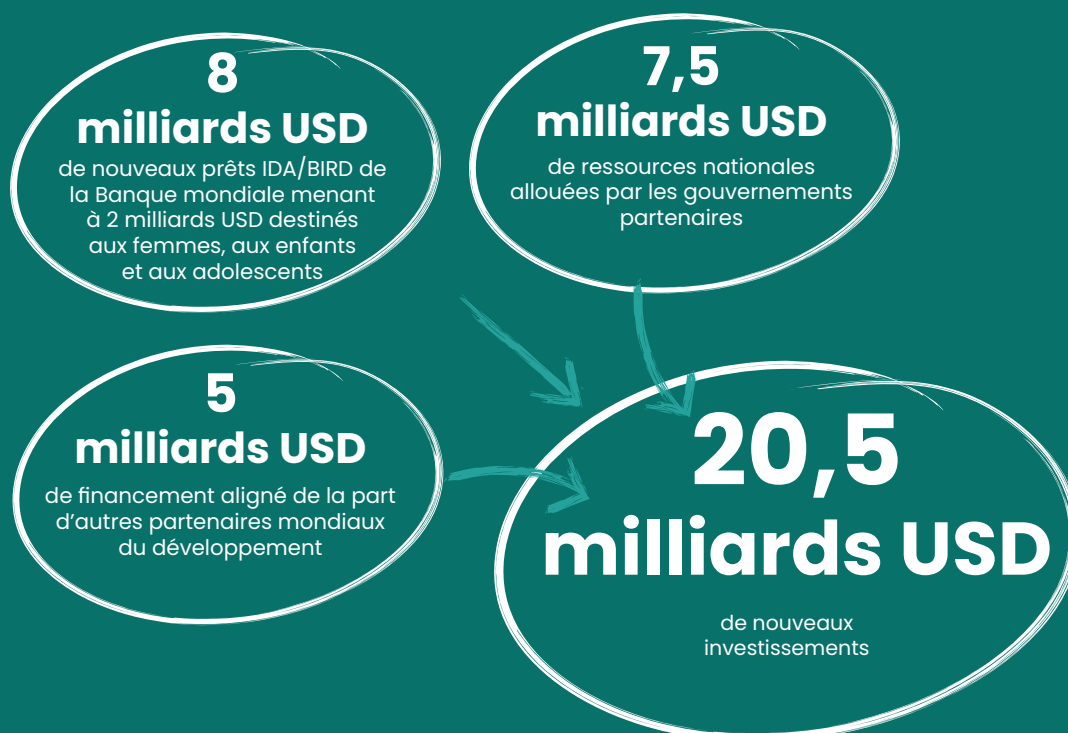 8
milliards USD
de nouveaux prêts IDA/BIRD de
la Banque mondiale menant
à 2 milliards USD destinés
aux femmes, aux enfants
et aux adolescents
7,5
milliards USD
de ressources nationales
allouées par les gouvernements
partenaires
5
milliards USD
de financement aligné de la part
d’autres partenaires mondiaux
du développement
20,5
milliards USD
de nouveaux
investissements